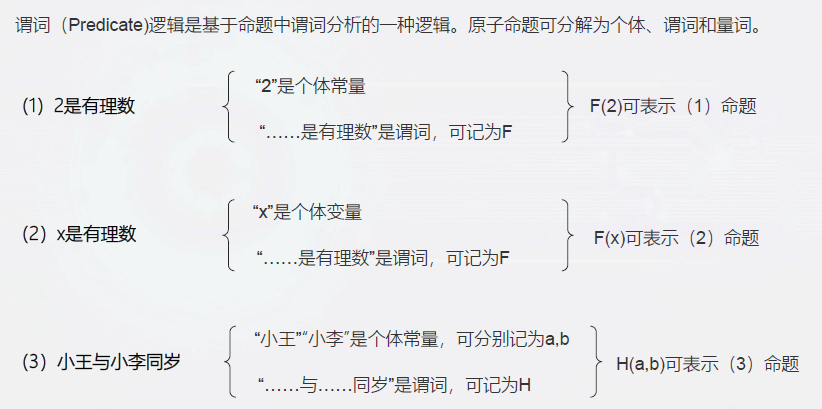 谓词（Predicate)逻辑是基于命题中谓词分析的一种逻辑。原子命题可分解为个体、谓词和量词。
“2”是个体常量
（1）2是有理数
F(2)可表示（1）命题
“……是有理数”是谓词，可记为F
“x”是个体变量
（2）x是有理数
F(x)可表示（2）命题
“……是有理数”是谓词，可记为F
“小王”“小李”是个体常量，可分别记为a,b
（3）小王与小李同岁
H(a,b)可表示（3）命题
“……与……同岁”是谓词，可记为H